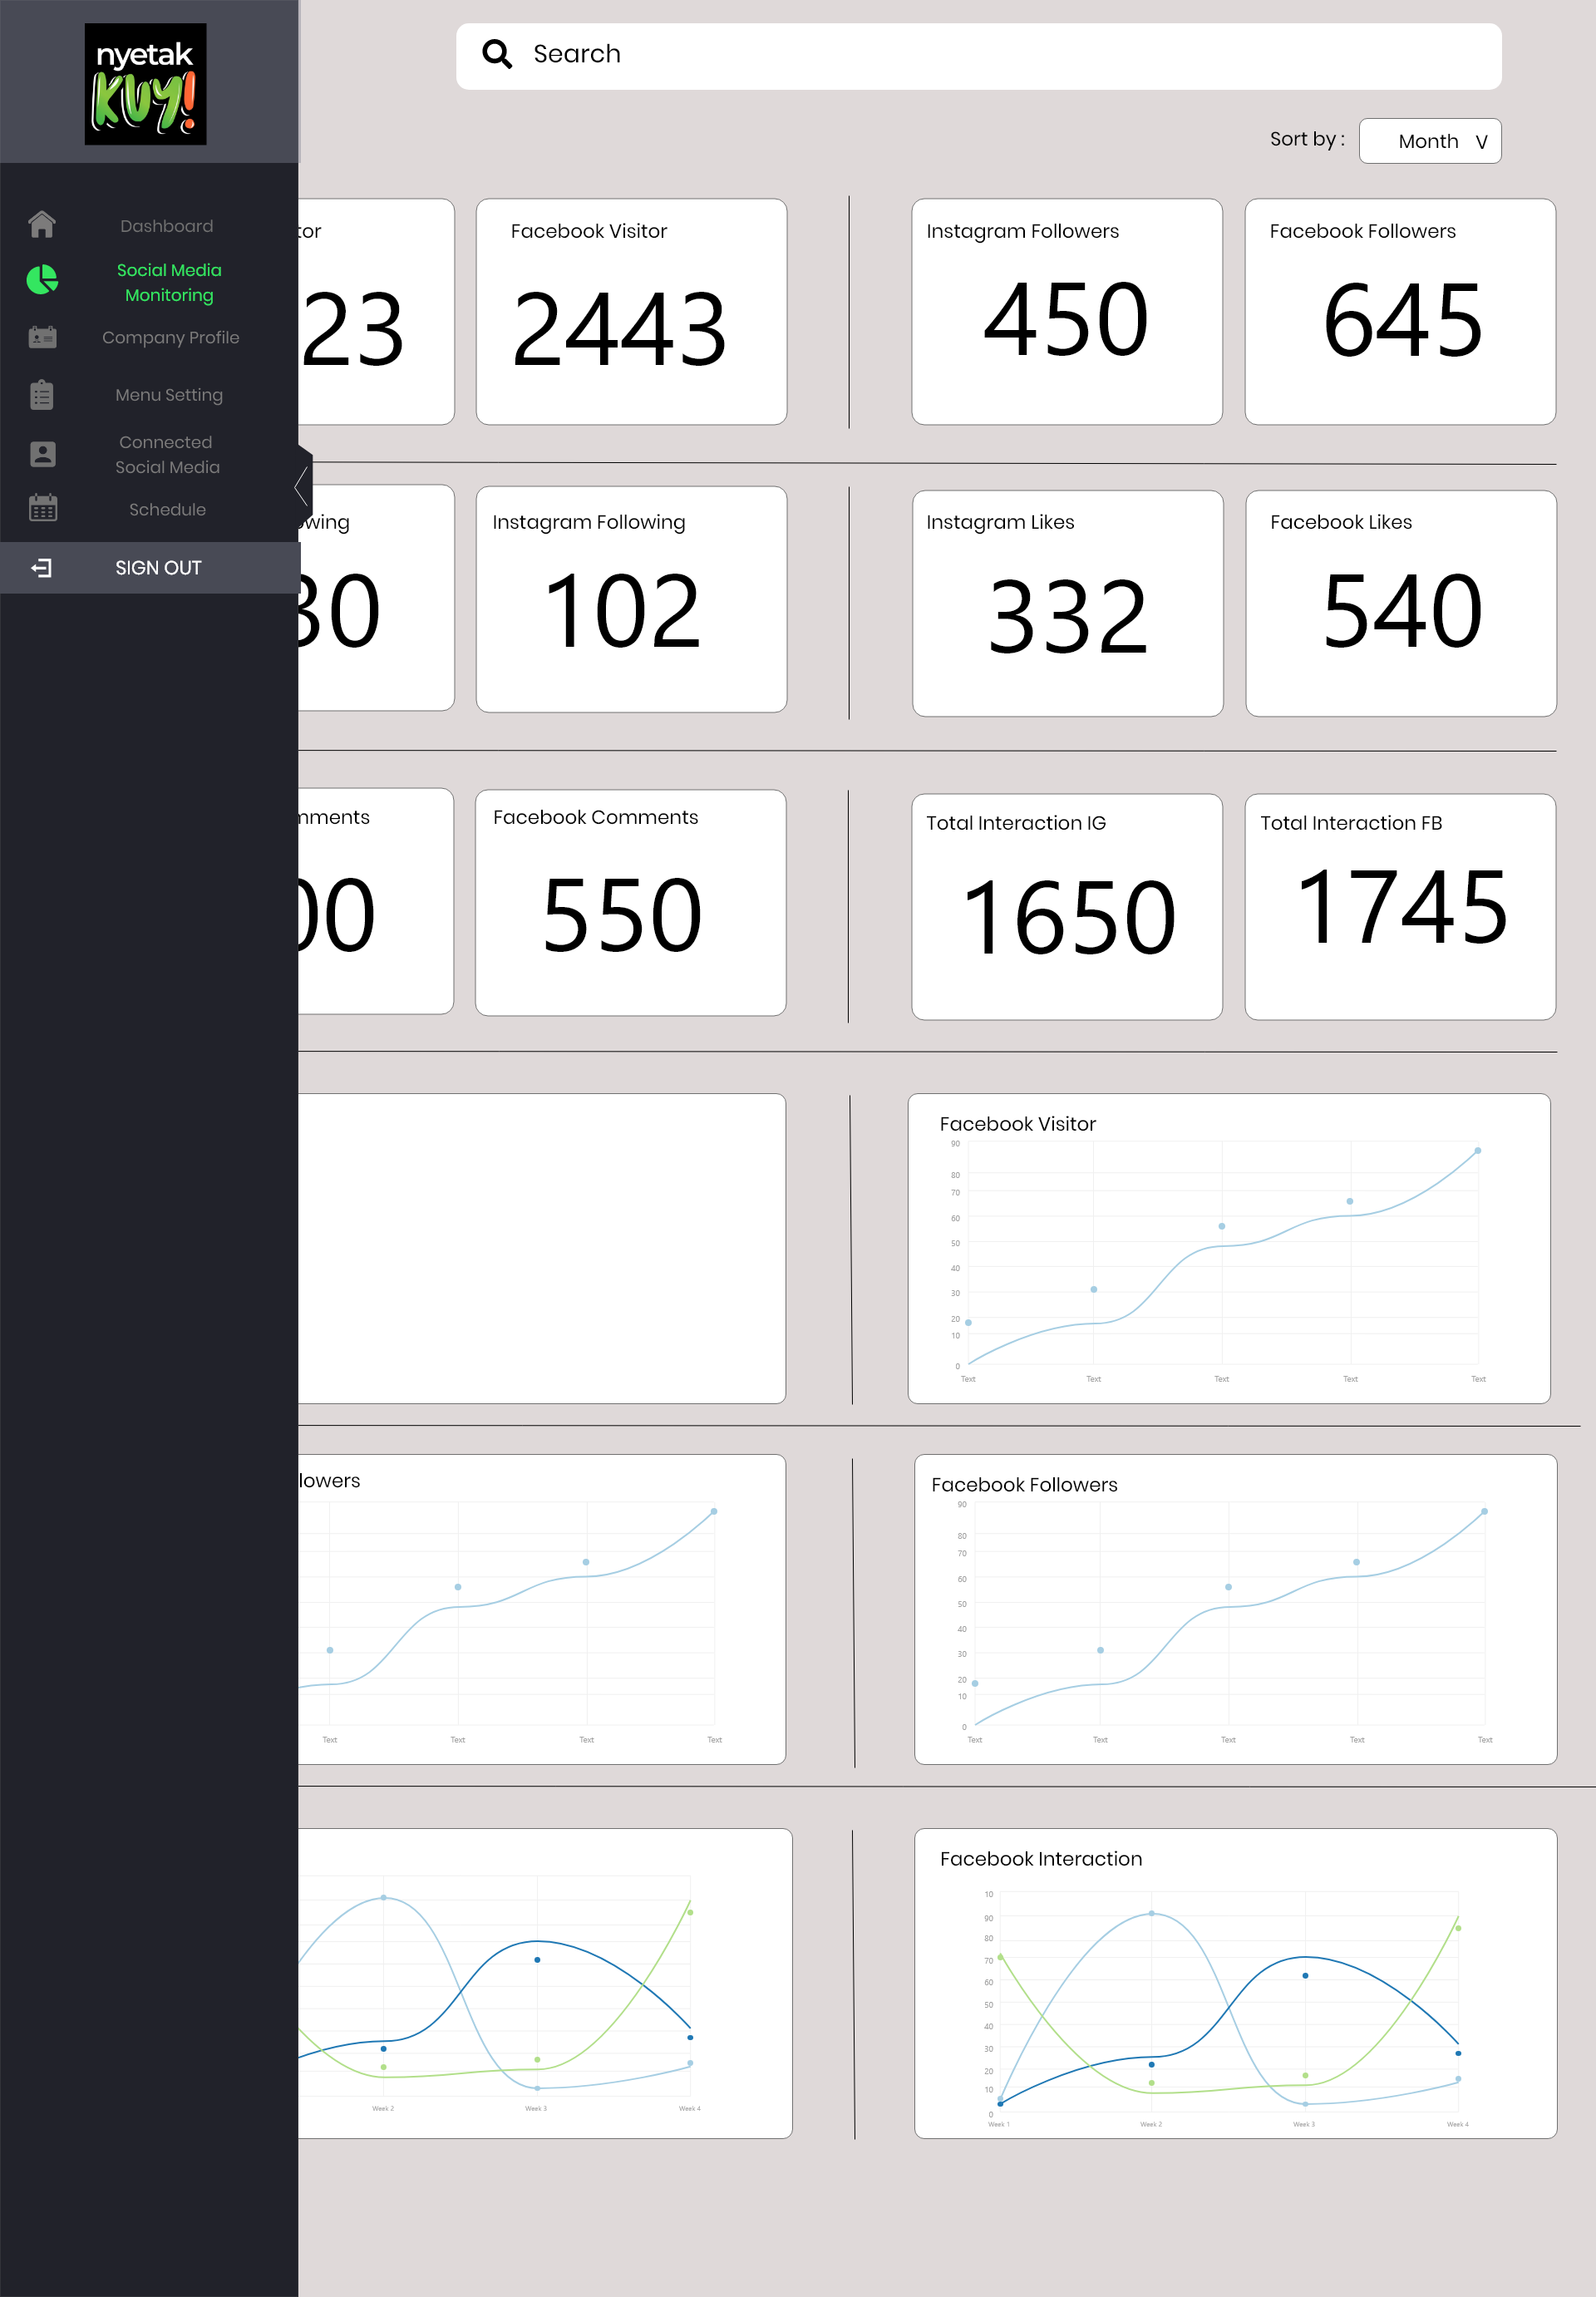 nyetak
KUY!
Search
Sort by : Month V
Dashboard
Social Media
Monitoring
Company Profile
Menu Setting
Connected
Social Media
Schedule
SIGN OUT
tor
23
Facebook Visitor
2443
Instagram Followers
450
Facebook Followers
645
wing
30
Instagram Following
102
Instagram Likes
332
Facebook Likes
540
mments
00
Facebook Comments
550
Total Interaction IG
1650
Total Interaction FB
1745
Facebook Visitor
90
80
70
60
50
40
30
20
10
0
Text Text Text Text Text
lowers
Text Text Text Text
Facebook Followers
90
80
70
60
50
40
30
20
10
0
Text Text Text Text Text
Week 2 Week 3 Week 4
Facebook Interaction
10
90
80
70
60
50
40
30
20
10
0
Week 1 Week 2 Week 3 Week 4